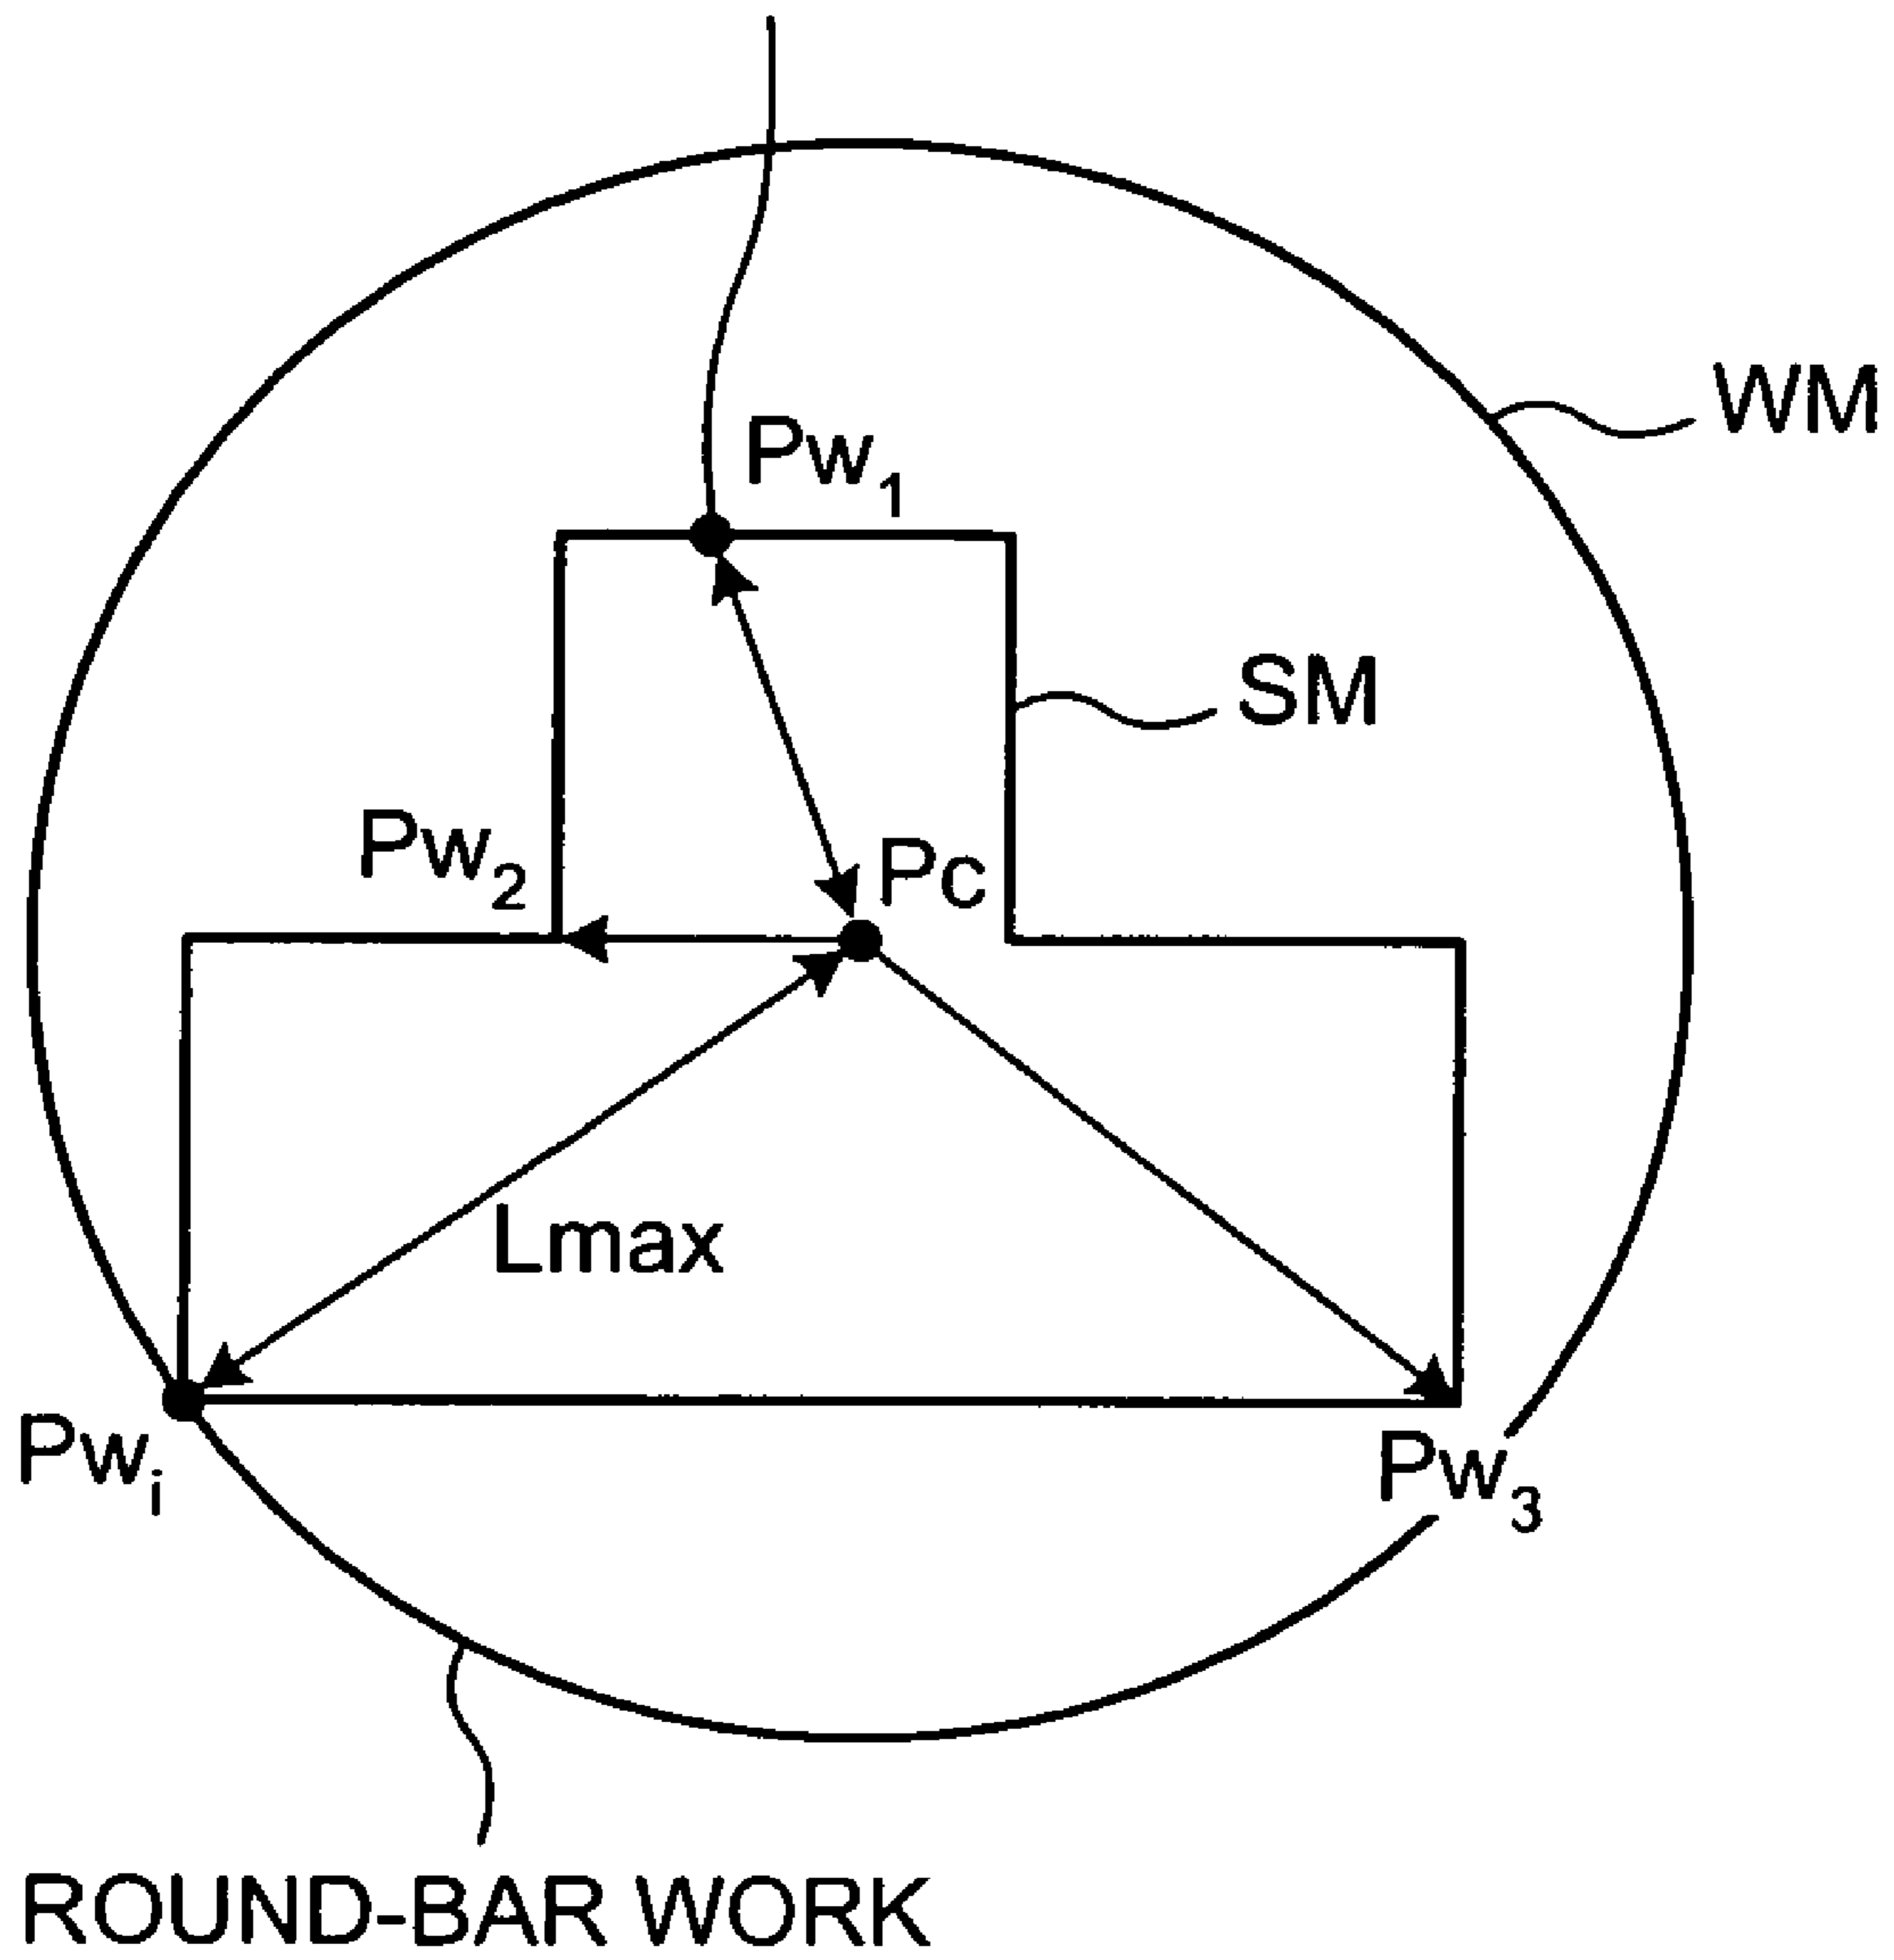 WM
Pw1
SM
Pw2
Pc
Lmax
Pwi
Pw3
ROUND-BAR WORK